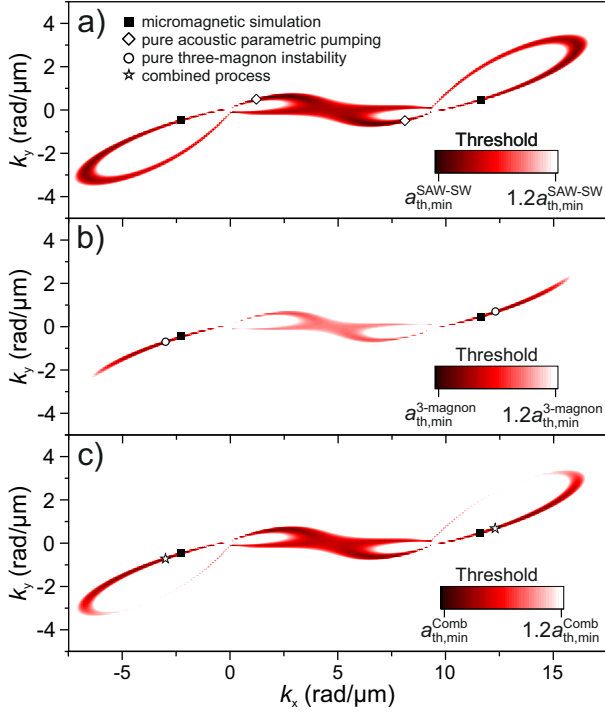 a)
■ micromagnetic simulation
◇ pure acoustic parametric pumping
○ pure three-magnon instability
☆ combined process
4
2
0
-2
-4
k_y (rad/µm)
Threshold
a_th,min^SAW-SW 1.2a_th,min^SAW-SW
b)
4
2
0
-2
-4
k_y (rad/µm)
Threshold
a_th,min^3-magnon 1.2a_th,min^3-magnon
c)
4
2
0
-2
-4
k_y (rad/µm)
Threshold
a_th,min^Comb 1.2a_th,min^Comb
-5 0 5 10 15
k_x (rad/µm)